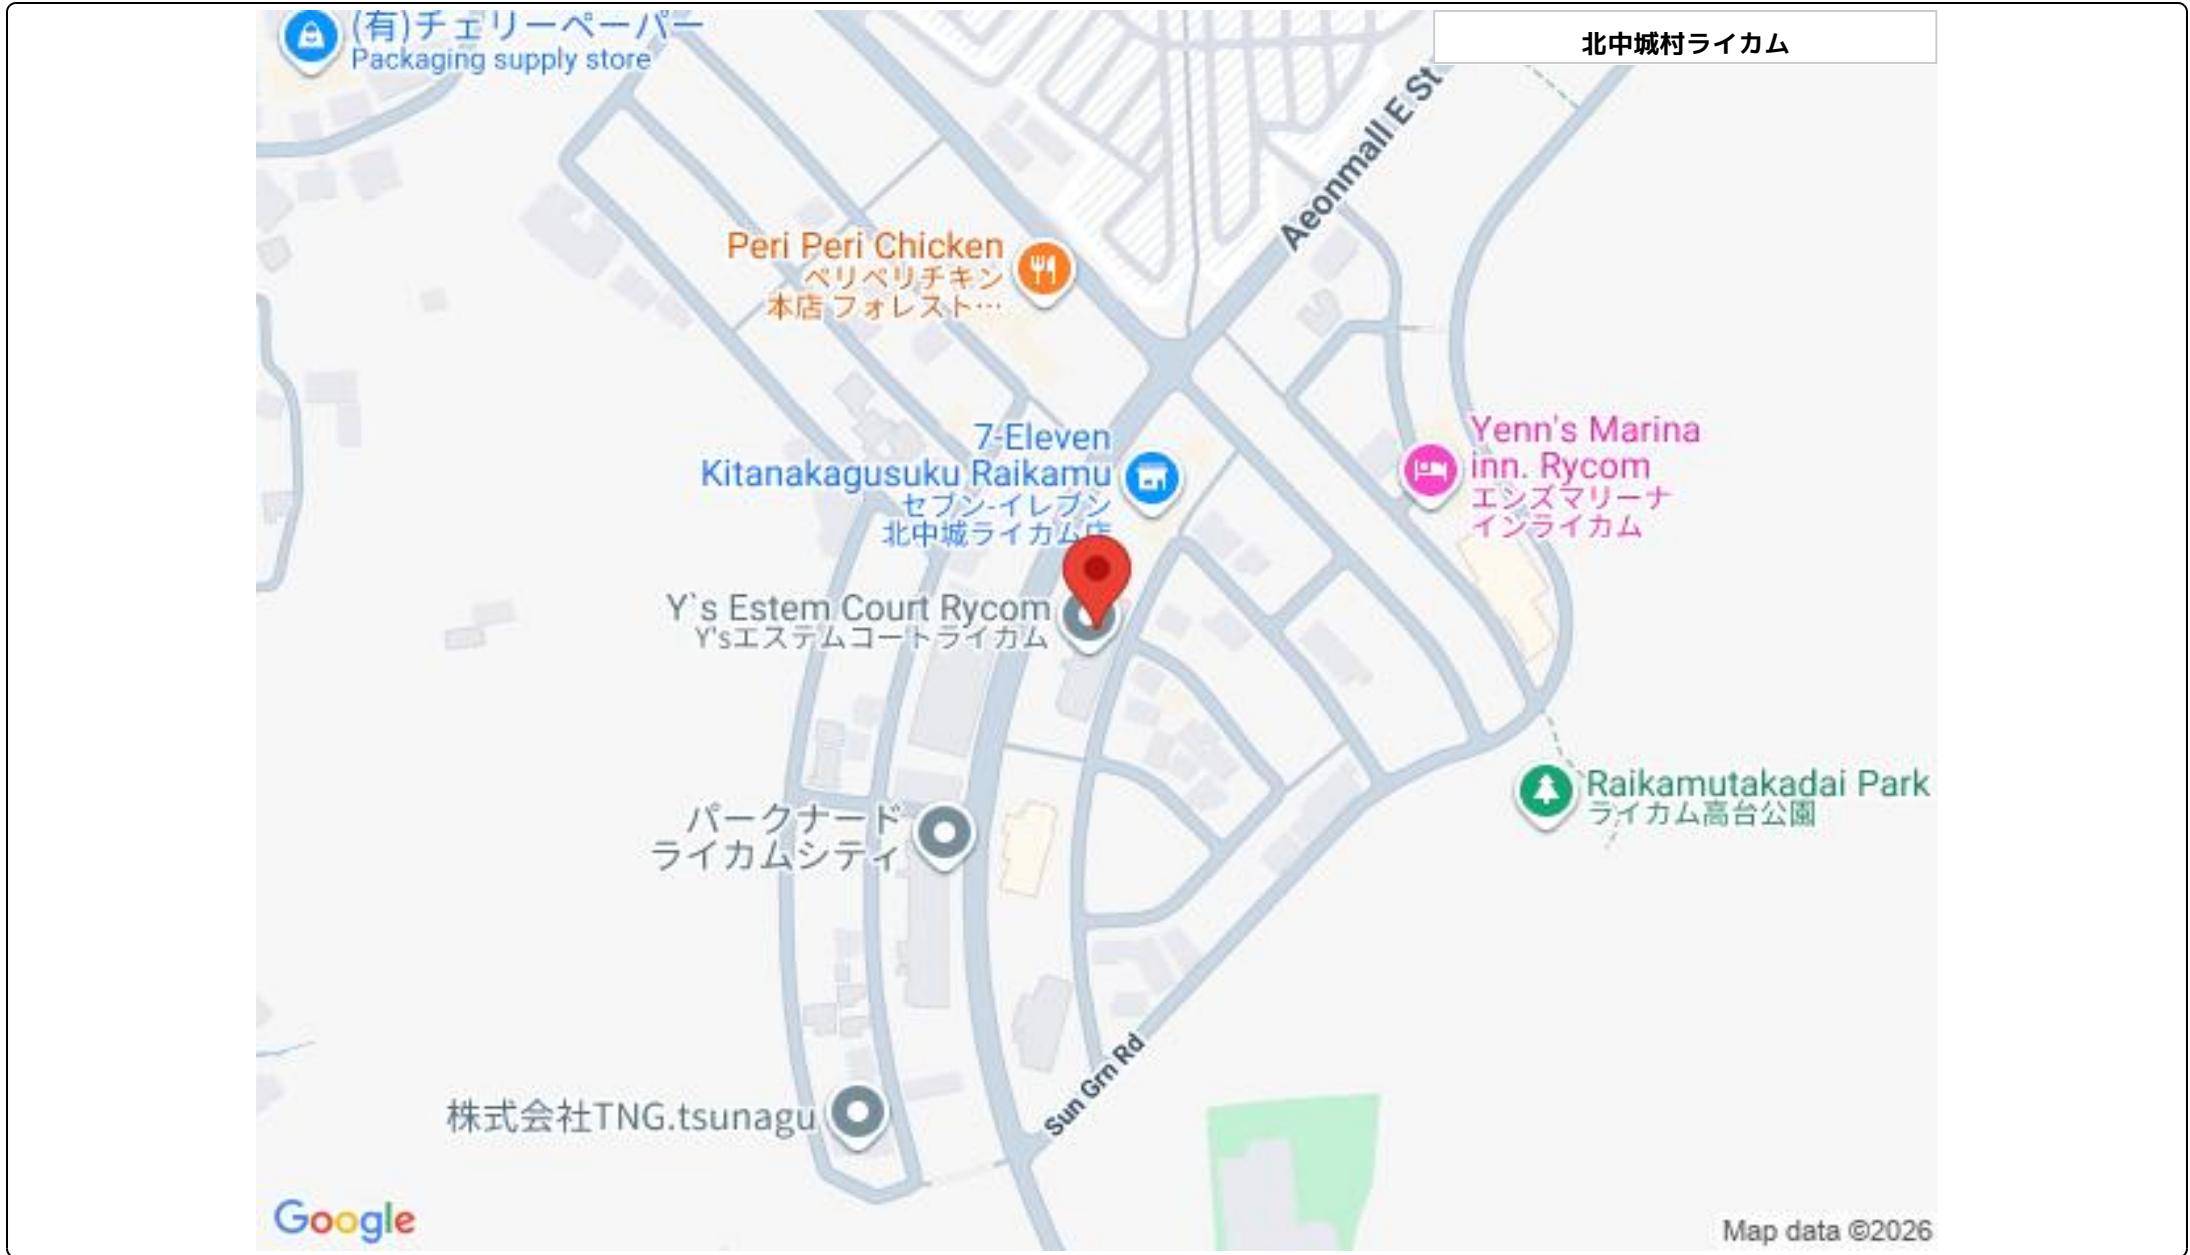 (有)チェリーペーパー
Packaging supply store
北中城村ライカム
Aeonmall E St
Peri Peri Chicken
ペリペリチキン
本店 フォレスト…
7-Eleven
Kitanakagusuku Raikamu
セブン-イレブン
北中城ライカム店
Yenn's Marina
inn. Rycom
エンズマリーナ
インライカム
Y`s Estem Court Rycom
Y'sエステムコートライカム
Raikamutakadai Park
ライカム高台公園
パークナード
ライカムシティ
Sun Grn Rd
株式会社TNG.tsunagu
Google
Map data ©2026